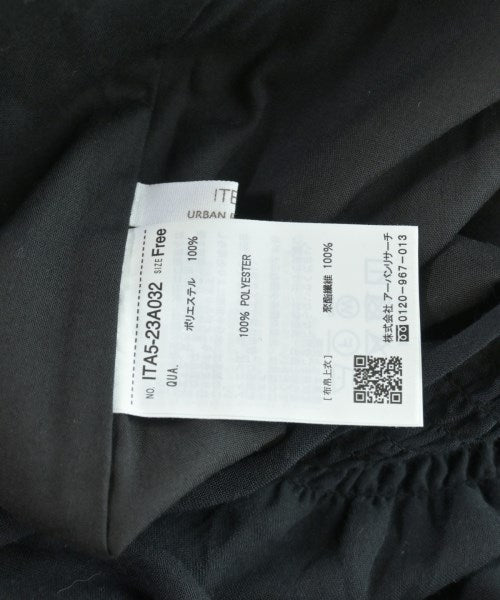 ITE
URBAN R
NO. ITA5-23A032 SIZE Free
QUA.
ポリエステル 100%
100% POLYESTER
聚酯纖維 100%
[布帛上衣]
株式会社 アーバンリサーチ
0120-967-013